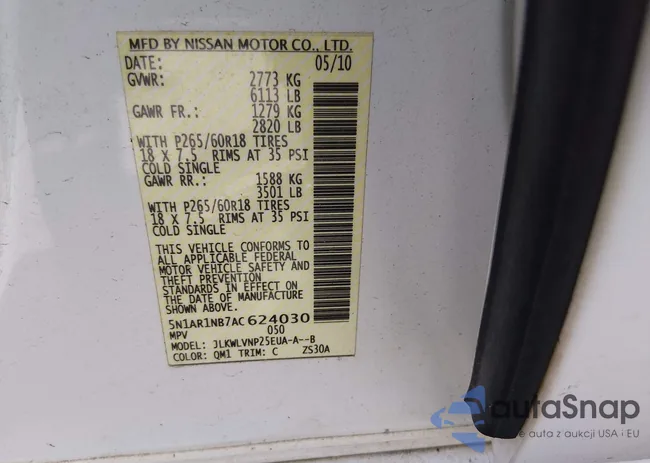 MFD BY NISSAN MOTOR CO., LTD.
DATE: 05/10
GVWR: 2773 KG
6113 LB
GAWR FR.: 1279 KG
2820 LB
WITH P265/60R18 TIRES
18 X 7.5 RIMS AT 35 PSI
COLD SINGLE
GAWR RR.: 1588 KG
3501 LB
WITH P265/60R18 TIRES
18 X 7.5 RIMS AT 35 PSI
COLD SINGLE
THIS VEHICLE CONFORMS TO
ALL APPLICABLE FEDERAL
MOTOR VEHICLE SAFETY AND
THEFT PREVENTION
STANDARDS IN EFFECT ON
THE DATE OF MANUFACTURE
5N1AR1NB7AC624030
MPV 050
MODEL: JLKWLVNP25EUA-A--B
COLOR: QM1 TRIM: C ZS30A
autaSnap
e auta z aukcji USA i EU